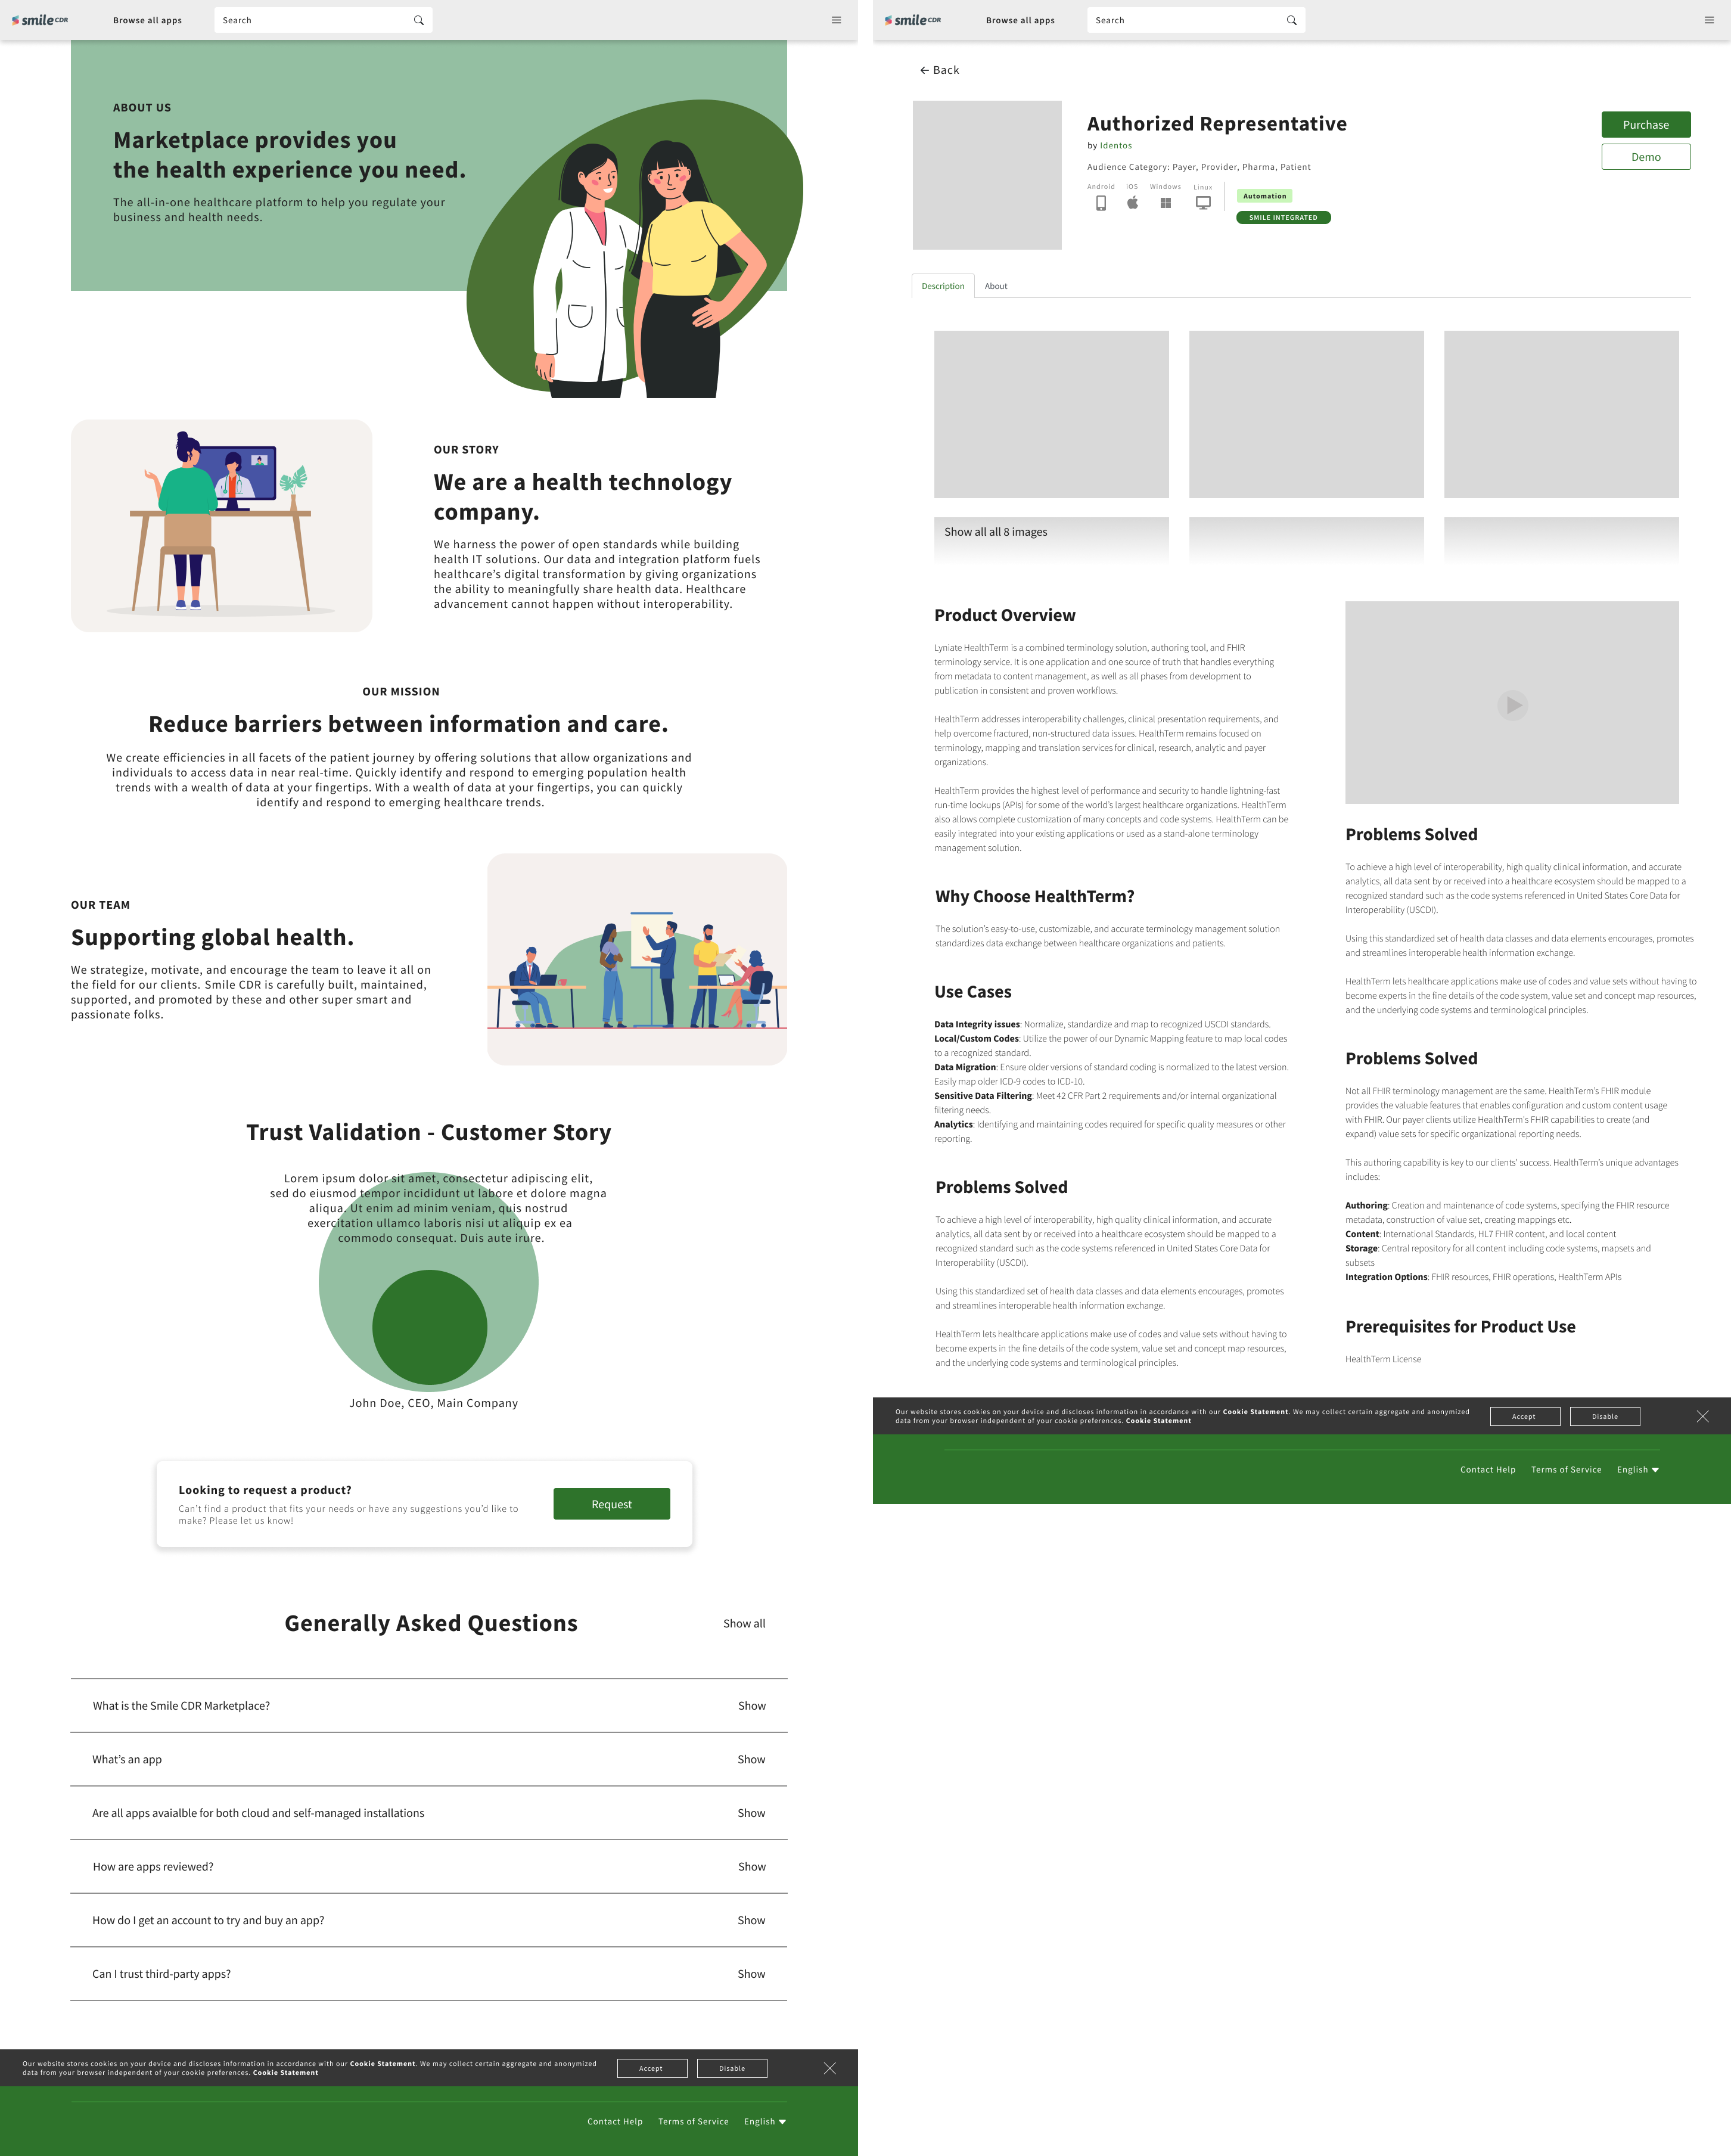 smile CDR
Browse all apps
Search
ABOUT US
Marketplace provides you
the health experience you need.
The all-in-one healthcare platform to help you regulate your
business and health needs.
OUR STORY
We are a health technology
company.
We harness the power of open standards while building
health IT solutions. Our data and integration platform fuels
healthcare's digital transformation by giving organizations
the ability to meaningfully share health data. Healthcare
advancement cannot happen without interoperability.
OUR MISSION
Reduce barriers between information and care.
We create efficiencies in all facets of the patient journey by offering solutions that allow organizations and
individuals to access data in near real-time. Quickly identify and respond to emerging population health
trends with a wealth of data at your fingertips. With a wealth of data at your fingertips, you can quickly
identify and respond to emerging healthcare trends.
OUR TEAM
Supporting global health.
We strategize, motivate, and encourage the team to leave it all on
the field for our clients. Smile CDR is carefully built, maintained,
supported, and promoted by these and other super smart and
passionate folks.
Trust Validation - Customer Story
Lorem ipsum dolor sit amet, consectetur adipiscing elit,
sed do eiusmod tempor incididunt ut labore et dolore magna
aliqua. Ut enim ad minim veniam, quis nostrud
exercitation ullamco laboris nisi ut aliquip ex ea
commodo consequat. Duis aute irure.
John Doe, CEO, Main Company
Looking to request a product?
Can't find a product that fits your needs or have any suggestions you'd like to
make? Please let us know!
Request
Generally Asked Questions
Show all
What is the Smile CDR Marketplace?
Show
What's an app
Show
Are all apps avaialble for both cloud and self-managed installations
Show
How are apps reviewed?
Show
How do I get an account to try and buy an app?
Show
Can I trust third-party apps?
Show
Our website stores cookies on your device and discloses information in accordance with our Cookie Statement. We may collect certain aggregate and anonymized
data from your browser independent of your cookie preferences. Cookie Statement
Accept
Disable
Contact Help
Terms of Service
English
smile CDR
Browse all apps
Search
← Back
Authorized Representative
by Identos
Audience Category: Payer, Provider, Pharma, Patient
Android
iOS
Windows
Linux
Automation
SMILE INTEGRATED
Purchase
Demo
Description
About
Show all all 8 images
Product Overview
Lyniate HealthTerm is a combined terminology solution, authoring tool, and FHIR
terminology service. It is one application and one source of truth that handles everything
from metadata to content management, as well as all phases from development to
publication in consistent and proven workflows.
HealthTerm addresses interoperability challenges, clinical presentation requirements, and
help overcome fractured, non-structured data issues. HealthTerm remains focused on
terminology, mapping and translation services for clinical, research, analytic and payer
organizations.
HealthTerm provides the highest level of performance and security to handle lightning-fast
run-time lookups (APIs) for some of the world's largest healthcare organizations. HealthTerm
also allows complete customization of many concepts and code systems. HealthTerm can be
easily integrated into your existing applications or used as a stand-alone terminology
management solution.
Why Choose HealthTerm?
The solution's easy-to-use, customizable, and accurate terminology management solution
standardizes data exchange between healthcare organizations and patients.
Use Cases
Data Integrity issues: Normalize, standardize and map to recognized USCDI standards.
Local/Custom Codes: Utilize the power of our Dynamic Mapping feature to map local codes
to a recognized standard.
Data Migration: Ensure older versions of standard coding is normalized to the latest version.
Easily map older ICD-9 codes to ICD-10.
Sensitive Data Filtering: Meet 42 CFR Part 2 requirements and/or internal organizational
filtering needs.
Analytics: Identifying and maintaining codes required for specific quality measures or other
reporting.
Problems Solved
To achieve a high level of interoperability, high quality clinical information, and accurate
analytics, all data sent by or received into a healthcare ecosystem should be mapped to a
recognized standard such as the code systems referenced in United States Core Data for
Interoperability (USCDI).
Using this standardized set of health data classes and data elements encourages, promotes
and streamlines interoperable health information exchange.
HealthTerm lets healthcare applications make use of codes and value sets without having to
become experts in the fine details of the code system, value set and concept map resources,
and the underlying code systems and terminological principles.
Problems Solved
To achieve a high level of interoperability, high quality clinical information, and accurate
analytics, all data sent by or received into a healthcare ecosystem should be mapped to a
recognized standard such as the code systems referenced in United States Core Data for
Interoperability (USCDI).
Using this standardized set of health data classes and data elements encourages, promotes
and streamlines interoperable health information exchange.
HealthTerm lets healthcare applications make use of codes and value sets without having to
become experts in the fine details of the code system, value set and concept map resources,
and the underlying code systems and terminological principles.
Problems Solved
Not all FHIR terminology management are the same. HealthTerm's FHIR module
provides the valuable features that enables configuration and custom content usage
with FHIR. Our payer clients utilize HealthTerm's FHIR capabilities to create (and
expand) value sets for specific organizational reporting needs.
This authoring capability is key to our clients' success. HealthTerm's unique advantages
includes:
Authoring: Creation and maintenance of code systems, specifying the FHIR resource
metadata, construction of value set, creating mappings etc.
Content: International Standards, HL7 FHIR content, and local content
Storage: Central repository for all content including code systems, mapsets and
subsets
Integration Options: FHIR resources, FHIR operations, HealthTerm APIs
Prerequisites for Product Use
HealthTerm License
Our website stores cookies on your device and discloses information in accordance with our Cookie Statement. We may collect certain aggregate and anonymized
data from your browser independent of your cookie preferences. Cookie Statement
Accept
Disable
Contact Help
Terms of Service
English